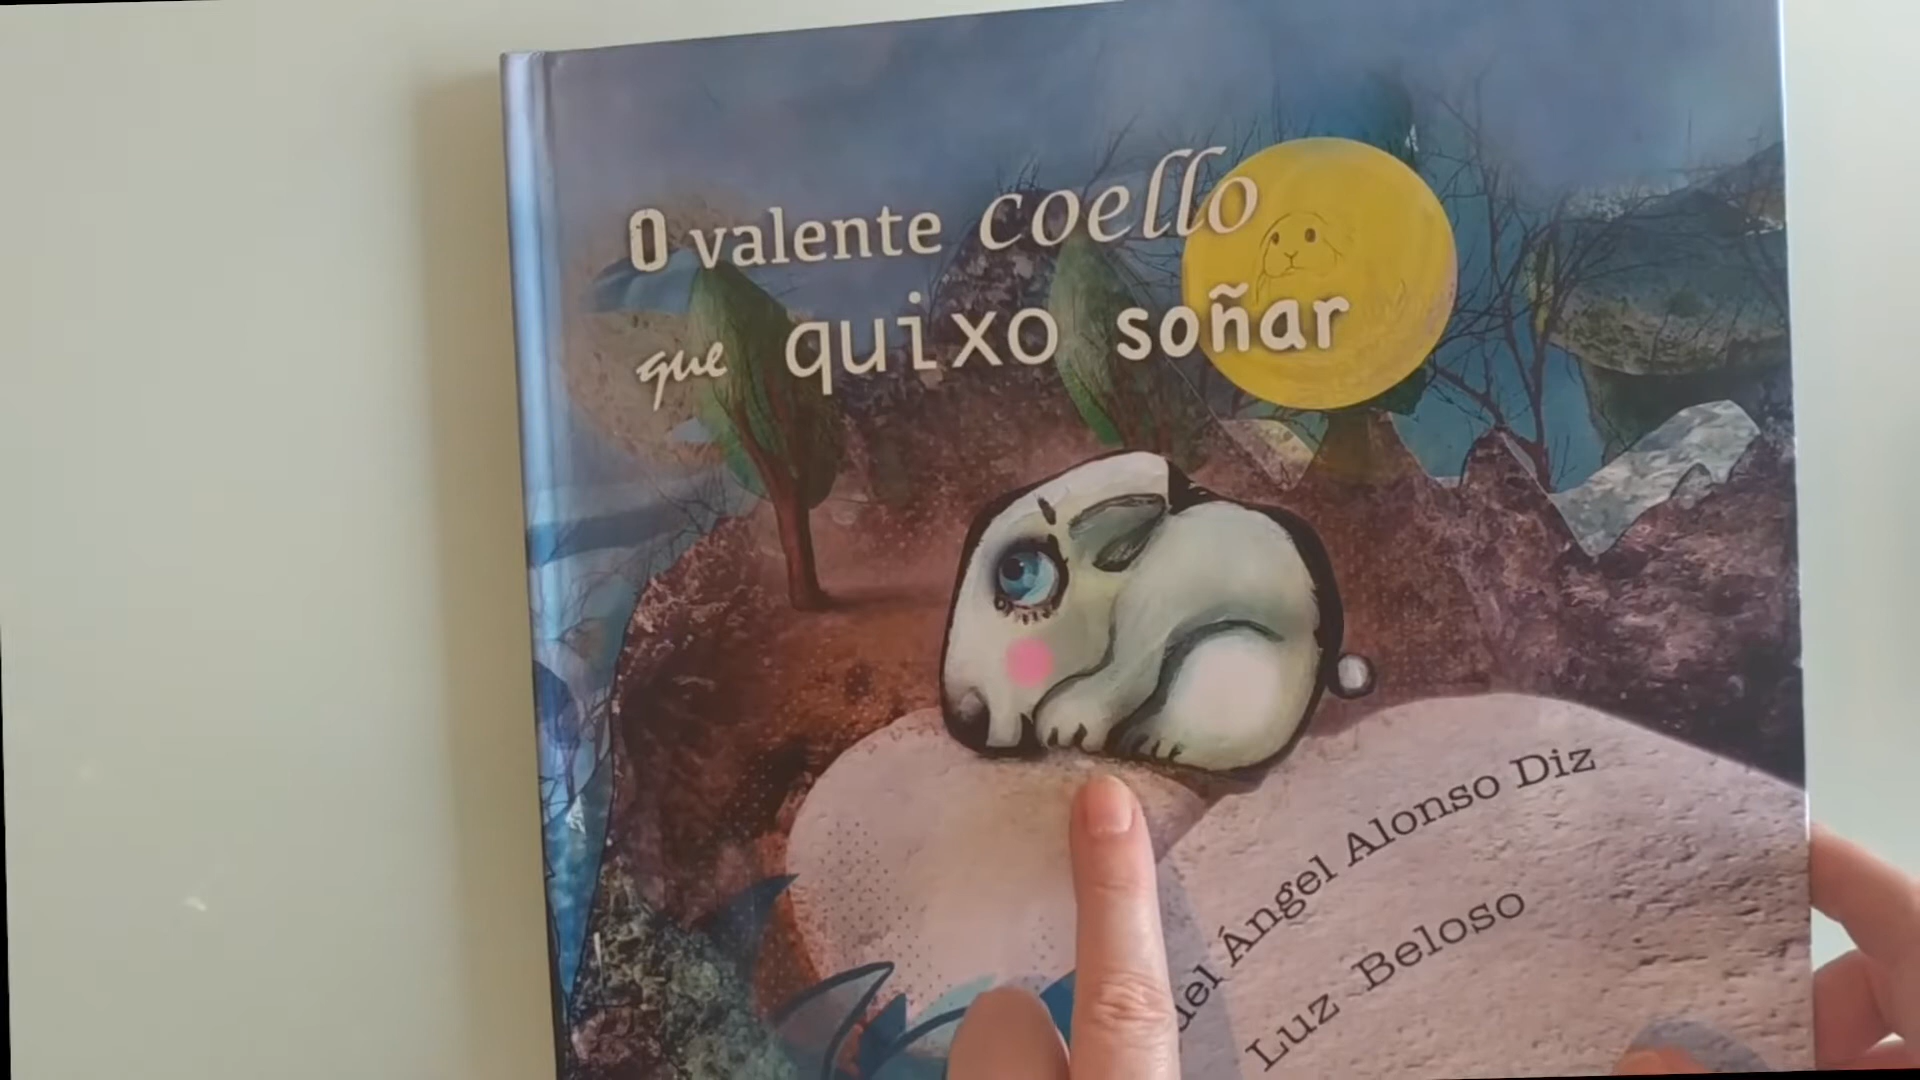 O valente coello
que quixo soñar
Ángel Alonso Diz
Luz Beloso